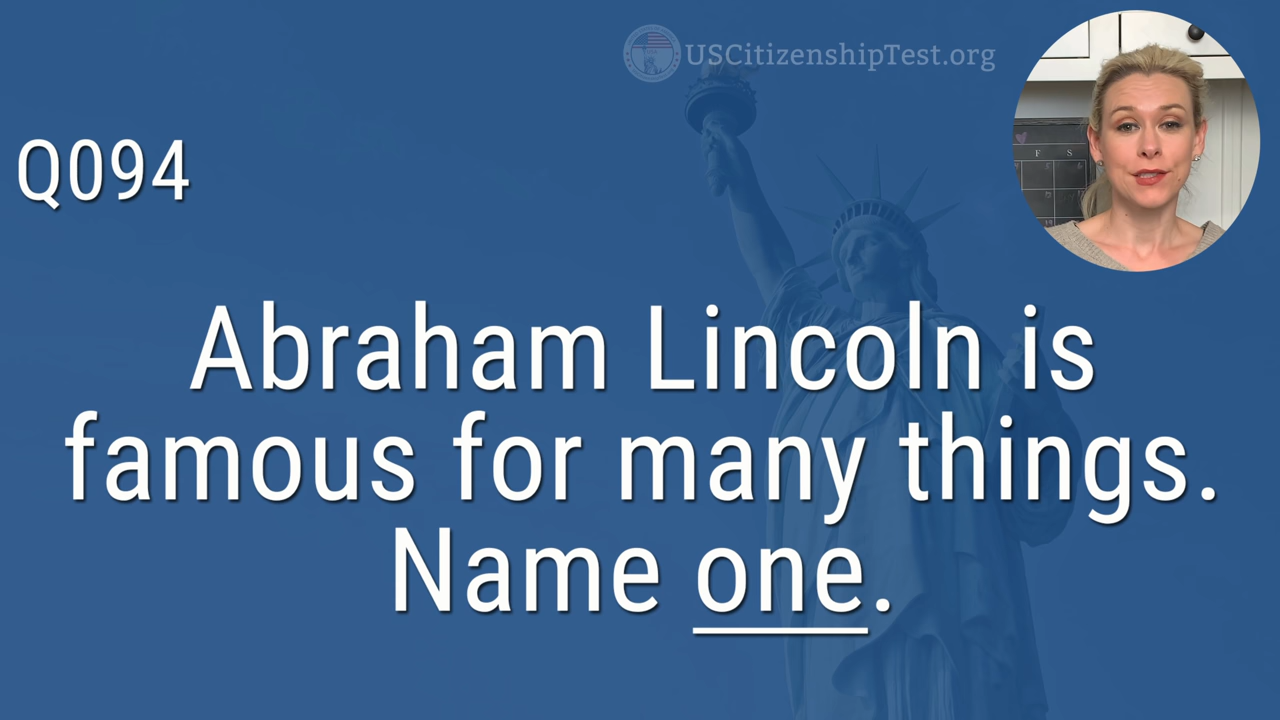 USCitizenshipTest.org
Q094
F S
Abraham Lincoln is
famous for many things.
Name one.